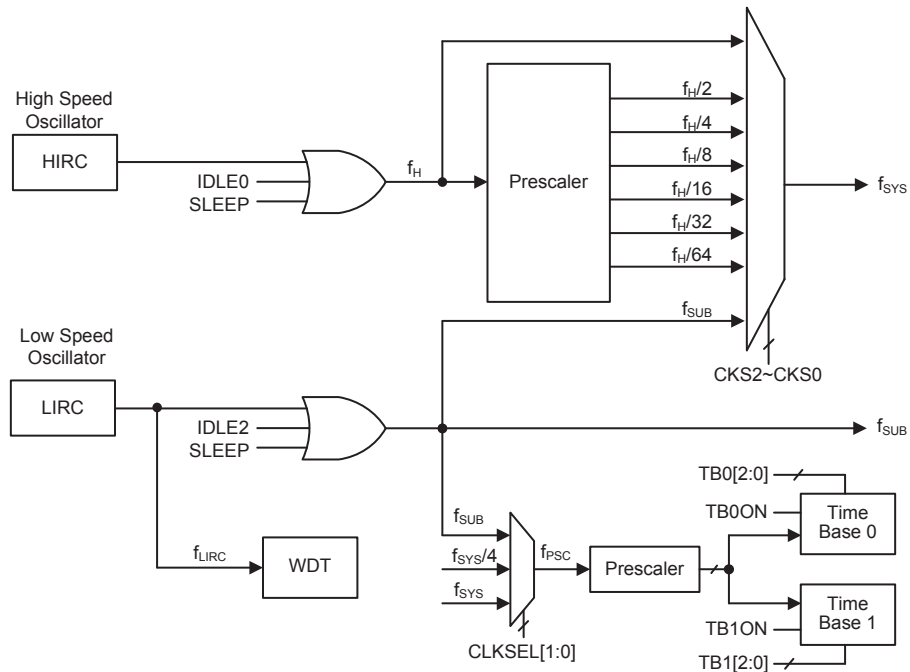 High Speed
Oscillator
HIRC
IDLE0
SLEEP
fH
Prescaler
fH/2
fH/4
fH/8
fH/16
fH/32
fH/64
fSUB
fSYS
CKS2~CKS0
Low Speed
Oscillator
LIRC
IDLE2
SLEEP
fSUB
fLIRC
WDT
fSUB
fSYS/4
fSYS
fPSC
CLKSEL[1:0]
Prescaler
TB0[2:0]
TB0ON
Time
Base 0
Time
Base 1
TB1ON
TB1[2:0]